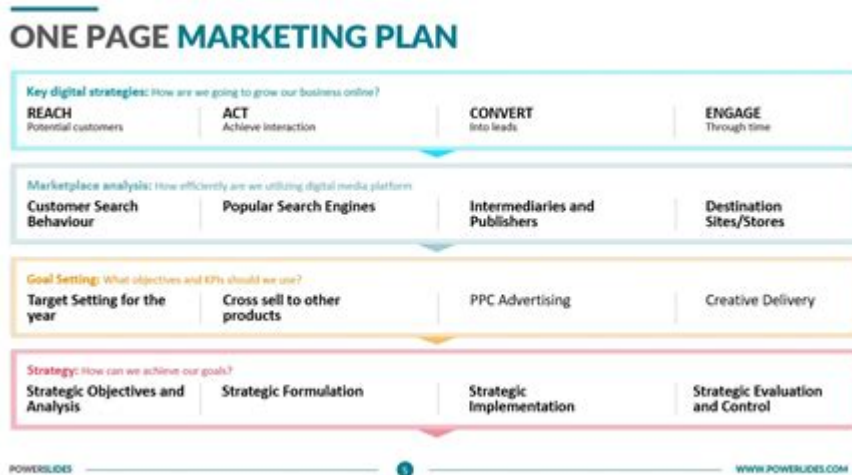 ONE PAGE MARKETING PLAN
Key digital strategies: How are we going to grow our business online?
REACH
Potential customers
ACT
Achieve interaction
CONVERT
Into leads
ENGAGE
Through time
Marketplace analysis: How efficiently are we utilizing digital media platform
Customer Search
Behaviour
Popular Search Engines
Intermediaries and
Publishers
Destination
Sites/Stores
Goal Setting: What objectives and KPIs should we use?
Target Setting for the
year
Cross sell to other
products
PPC Advertising
Creative Delivery
Strategy: How can we achieve our goals?
Strategic Objectives and
Analysis
Strategic Formulation
Strategic
Implementation
Strategic Evaluation
and Control
POWERSLIDES
WWW.POWERLIDES.COM